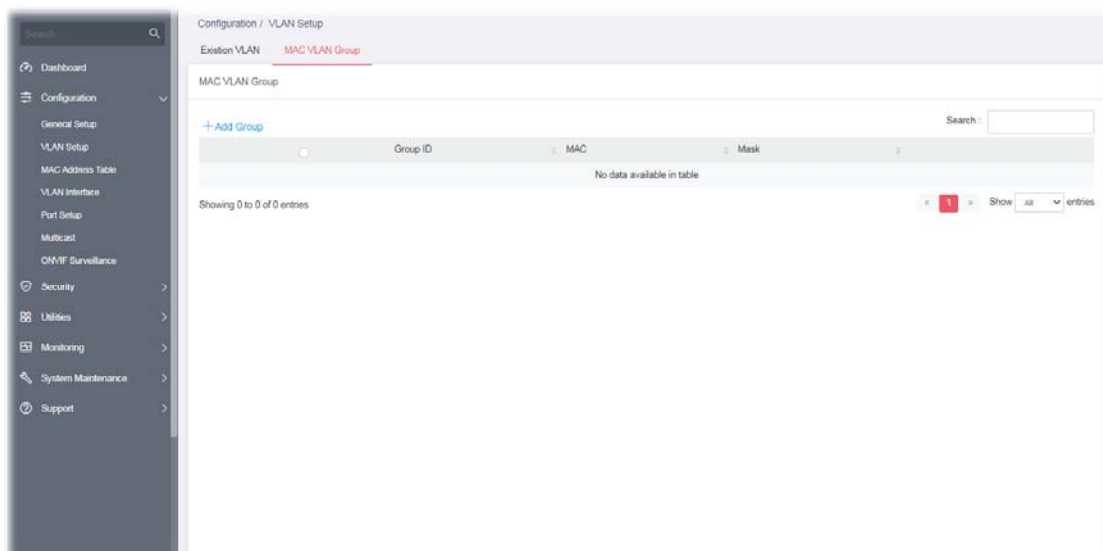 Search
Dashboard
Configuration
General Setup
VLAN Setup
MAC Address Table
VLAN Interface
Port Setup
Multicast
ONVIF Surveillance
Security
Utilities
Monitoring
System Maintenance
Support
Configuration / VLAN Setup
Existion VLAN MAC VLAN Group
MAC VLAN Group
+Add Group Search :
Group ID MAC Mask
No data available in table
Showing 0 to 0 of 0 entries « 1 » Show All entries